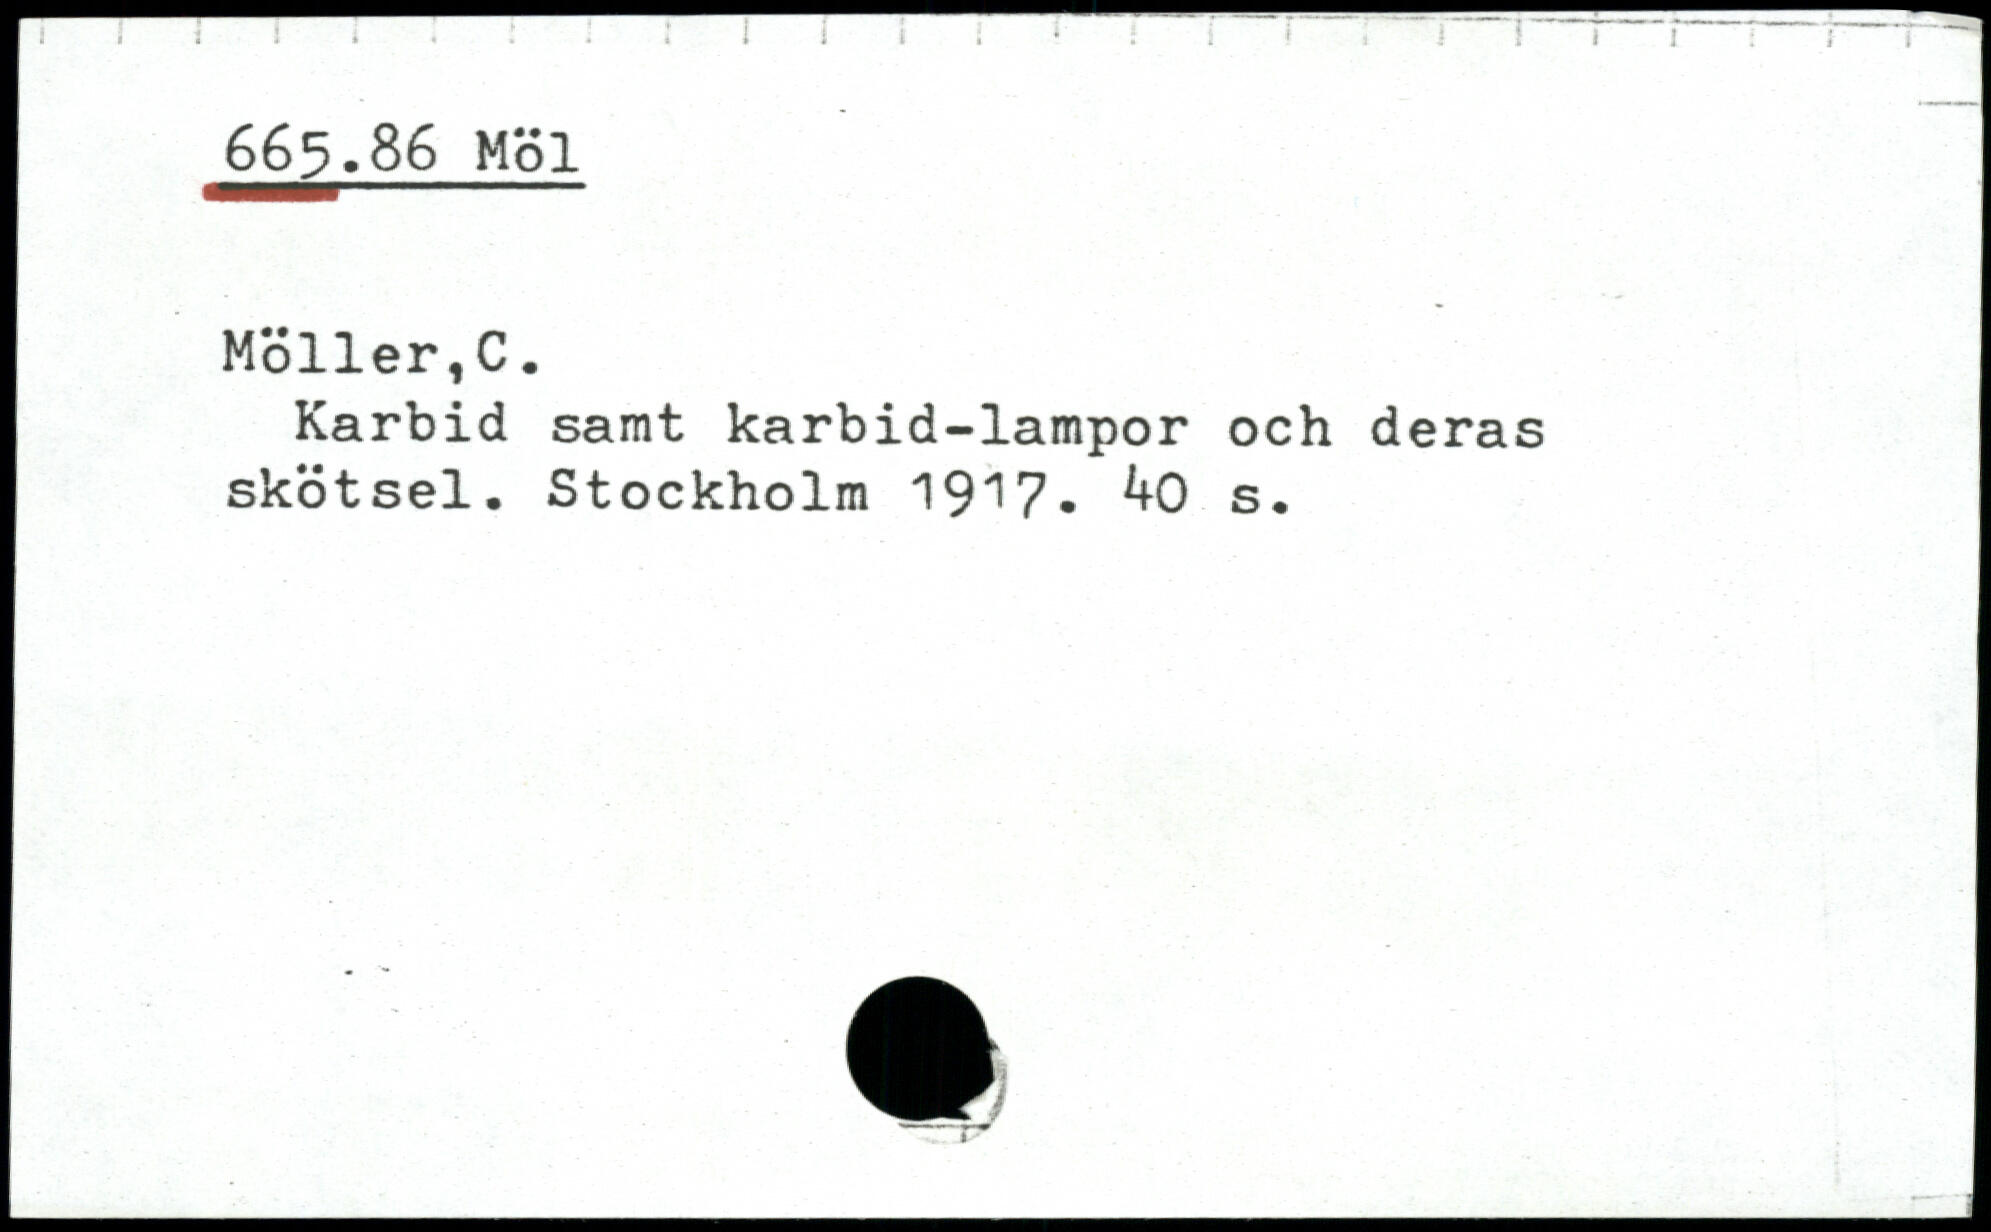 665.86 Möl
Möller,C.
Karbid samt karbid-lampor och deras
skötsel. Stockholm 1917. 40 s.